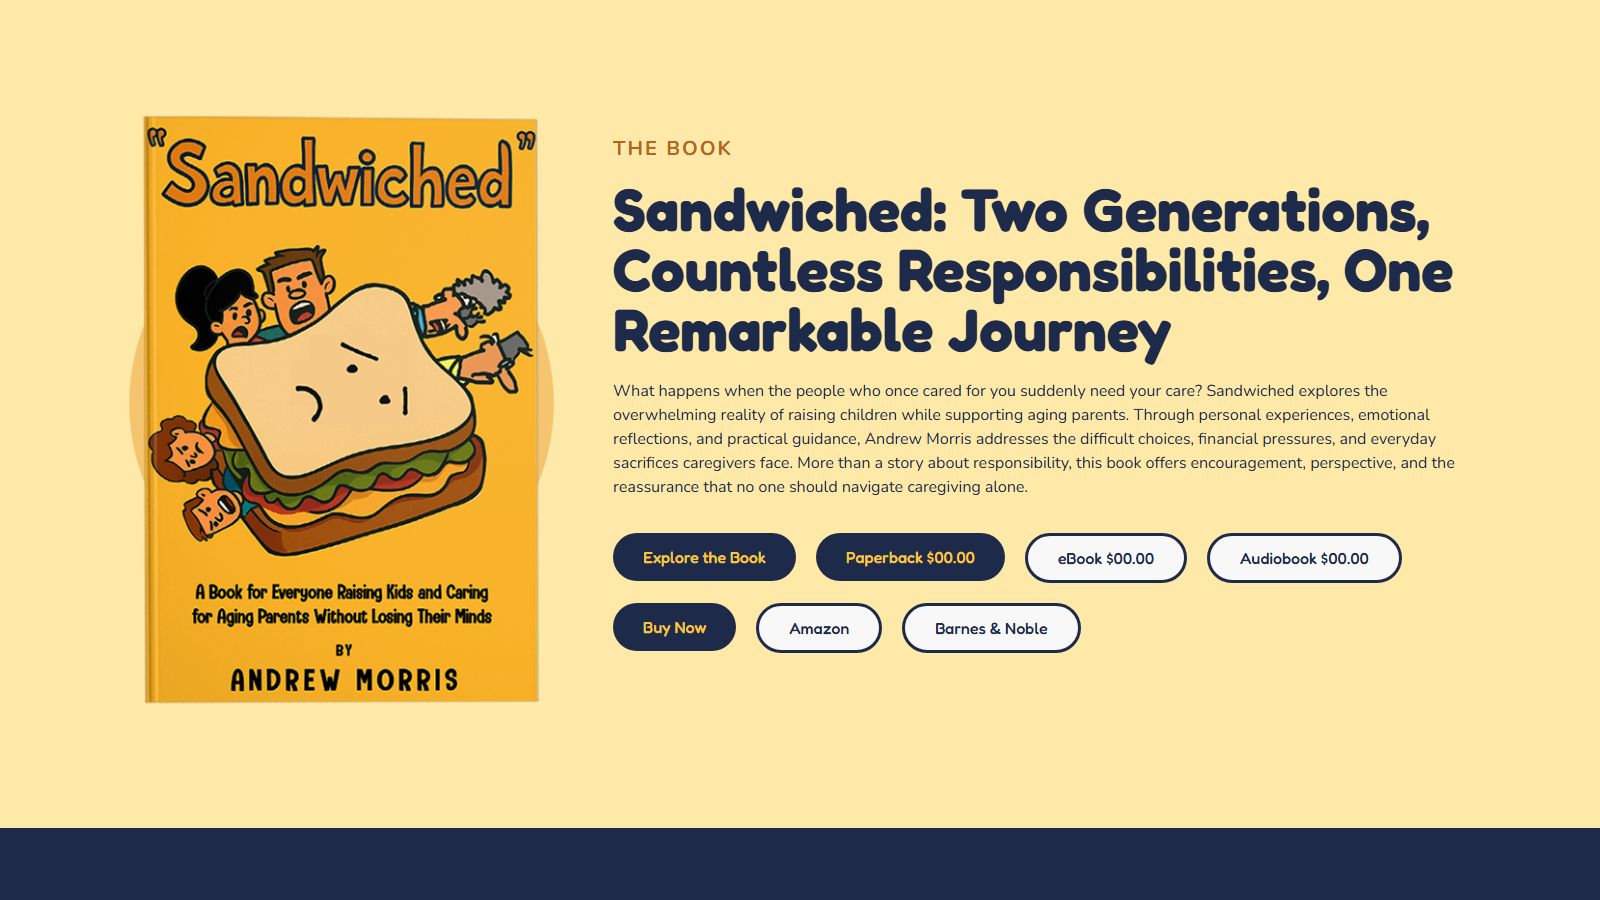 "Sandwiched"
A Book for Everyone Raising Kids and Caring
for Aging Parents Without Losing Their Minds
BY
ANDREW MORRIS
THE BOOK
Sandwiched: Two Generations,
Countless Responsibilities, One
Remarkable Journey
What happens when the people who once cared for you suddenly need your care? Sandwiched explores the
overwhelming reality of raising children while supporting aging parents. Through personal experiences, emotional
reflections, and practical guidance, Andrew Morris addresses the difficult choices, financial pressures, and everyday
sacrifices caregivers face. More than a story about responsibility, this book offers encouragement, perspective, and the
reassurance that no one should navigate caregiving alone.
Explore the Book
Paperback $00.00
eBook $00.00
Audiobook $00.00
Buy Now
Amazon
Barnes & Noble